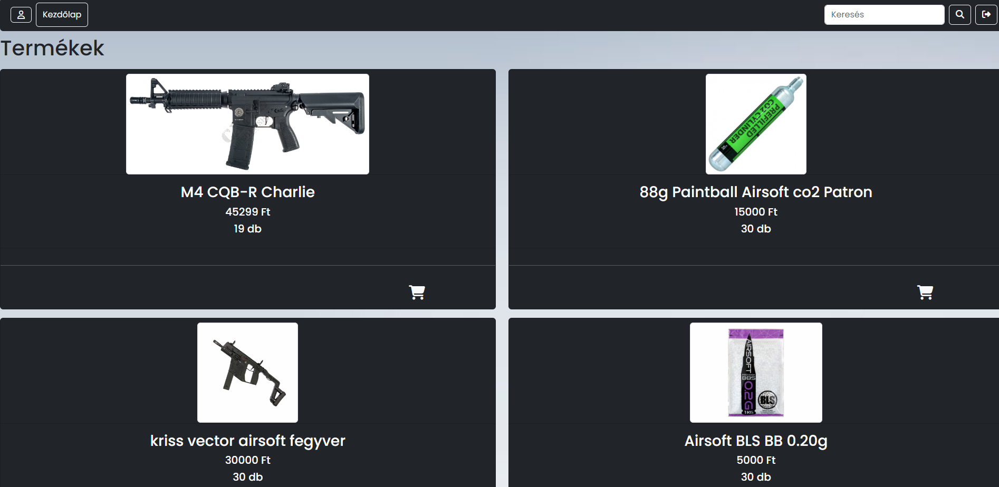 Kezdőlap
Keresés
Termékek
PREFILLED
CO2 CYLINDER
M4 CQB-R Charlie
45299 Ft
19 db
88g Paintball Airsoft co2 Patron
15000 Ft
30 db
AIRSOFT
PRECISION
BBS
0.2G
1KG
BLS
kriss vector airsoft fegyver
30000 Ft
30 db
Airsoft BLS BB 0.20g
5000 Ft
30 db